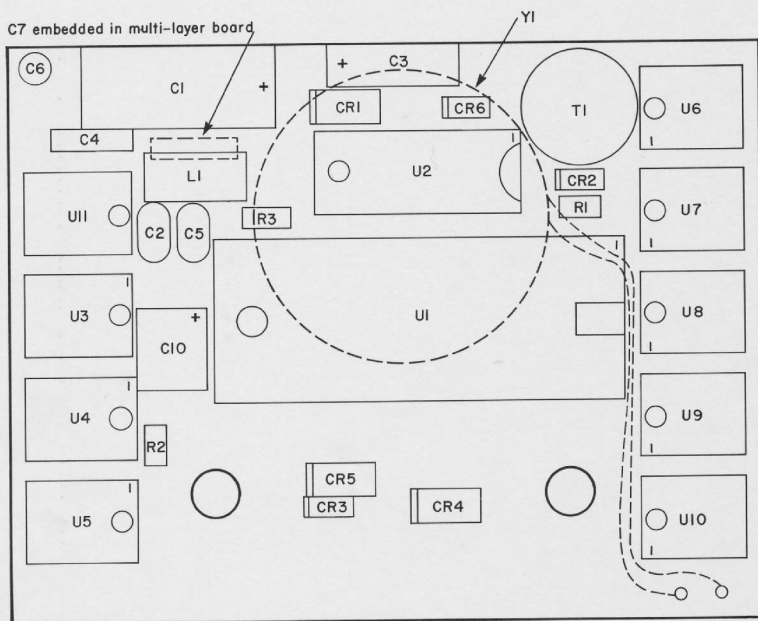 Y1
C7 embedded in multi-layer board
C6
C1
+
+
C3
CR1
CR6
T1
U6
1
C4
L1
1
U2
CR2
R1
U11
C2
C5
R3
U7
1
1
U3
1
C10
+
U1
1
U8
1
U4
1
R2
U9
1
U5
1
CR5
CR3
CR4
U10
1